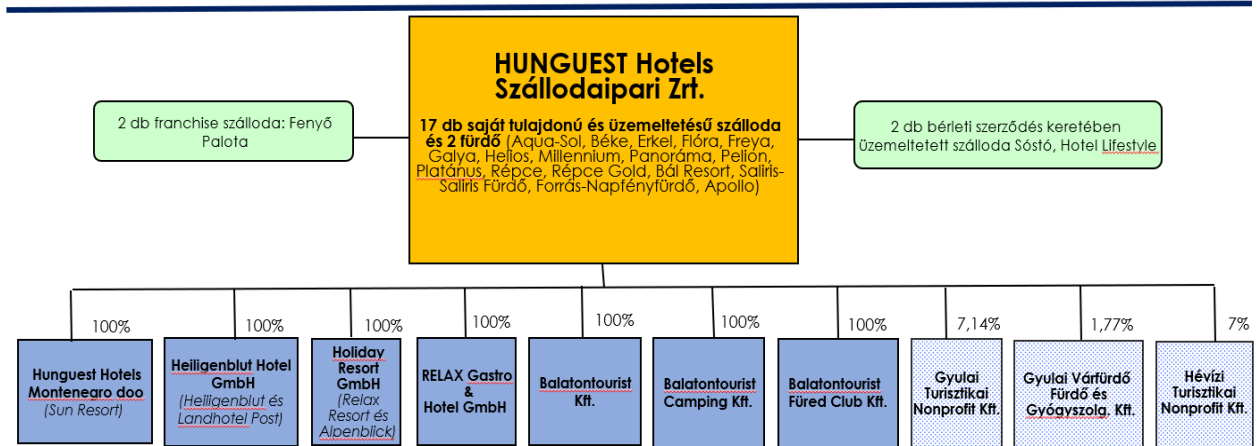 HUNGUEST Hotels
Szállodaipari Zrt.
17 db saját tulajdonú és üzemeltetésű szálloda
és 2 fürdő (Aqua-Sol, Béke, Erkel, Flóra, Freya,
Galya, Helios, Millennium, Panoráma, Pelion,
Platánus, Répce, Répce Gold, Bál Resort, Saliris-
Saliris Fürdő, Forrás-Napfényfürdő, Apollo)
2 db franchise szálloda: Fenyő
Palota
2 db bérleti szerződés keretében
üzemeltetett szálloda Sóstó, Hotel Lifestyle
100%
100%
100%
100%
100%
100%
100%
7,14%
1,77%
7%
Hunguest Hotels
Montenegro doo
(Sun Resort)
Heiligenblut Hotel
GmbH
(Heiligenblut és
Landhotel Post)
Holiday
Resort
GmbH
(Relax
Resort és
Alpenblick)
RELAX Gastro
&
Hotel GmbH
Balatontourist
Kft.
Balatontourist
Camping Kft.
Balatontourist
Füred Club Kft.
Gyulai
Turisztikai
Nonprofit Kft.
Gyulai Várfürdő
Fürdő és
Gyógyszolg. Kft.
Hévízi
Turisztikai
Nonprofit Kft.